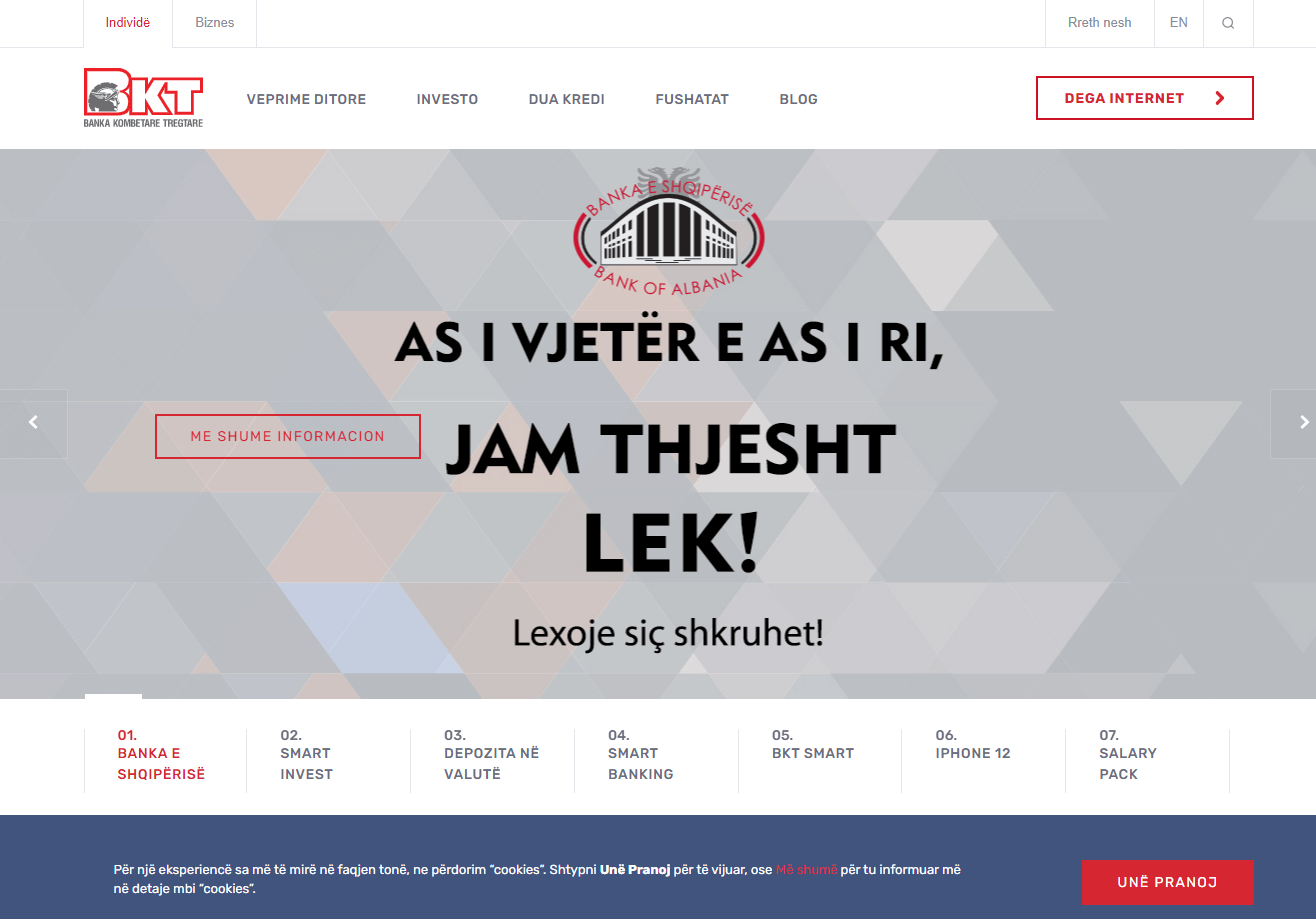 Individë
Biznes
Rreth nesh
EN
BKT
BANKA KOMBETARE TREGTARE
VEPRIME DITORE
INVESTO
DUA KREDI
FUSHATAT
BLOG
DEGA INTERNET
BANKA E SHQIPËRISË
BANK OF ALBANIA
AS I VJETËR E AS I RI,
JAM THJESHT
LEK!
Lexoje siç shkruhet!
ME SHUME INFORMACION
01.
BANKA E
SHQIPËRISË
02.
SMART
INVEST
03.
DEPOZITA NË
VALUTË
04.
SMART
BANKING
05.
BKT SMART
06.
IPHONE 12
07.
SALARY
PACK
Për një eksperiencë sa më të mirë në faqjen tonë, ne përdorim “cookies”. Shtypni Unë Pranoj për të vijuar, ose Më shumë për tu informuar më
në detaje mbi “cookies”.
UNË PRANOJ